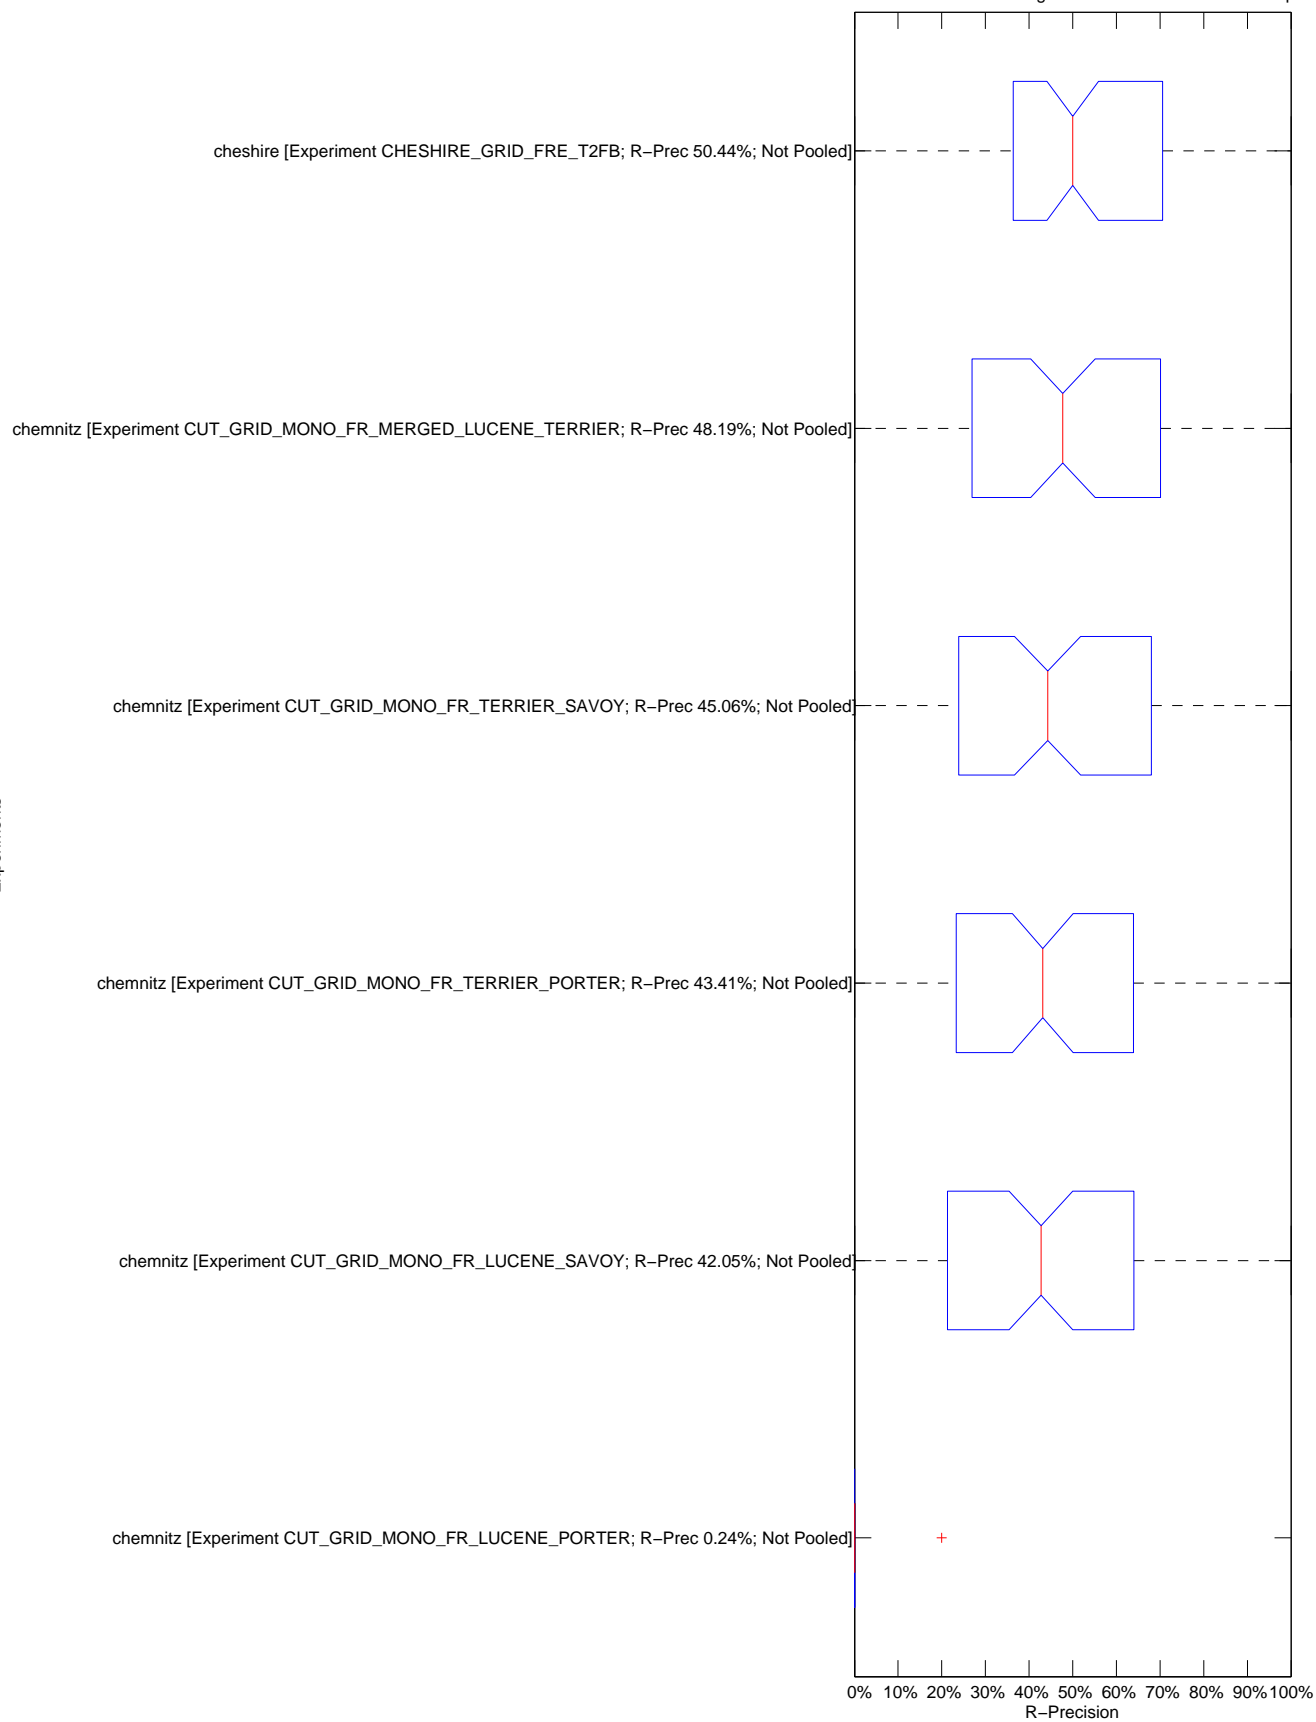 cheshire [Experiment CHESHIRE_GRID_FRE_T2FB; R−Prec 50.44%; Not Pooled]
chemnitz [Experiment CUT_GRID_MONO_FR_MERGED_LUCENE_TERRIER; R−Prec 48.19%; Not Pooled]
chemnitz [Experiment CUT_GRID_MONO_FR_TERRIER_SAVOY; R−Prec 45.06%; Not Pooled]
chemnitz [Experiment CUT_GRID_MONO_FR_TERRIER_PORTER; R−Prec 43.41%; Not Pooled]
chemnitz [Experiment CUT_GRID_MONO_FR_LUCENE_SAVOY; R−Prec 42.05%; Not Pooled]
chemnitz [Experiment CUT_GRID_MONO_FR_LUCENE_PORTER; R−Prec 0.24%; Not Pooled]
0% 10% 20% 30% 40% 50% 60% 70% 80% 90% 100%
R−Precision